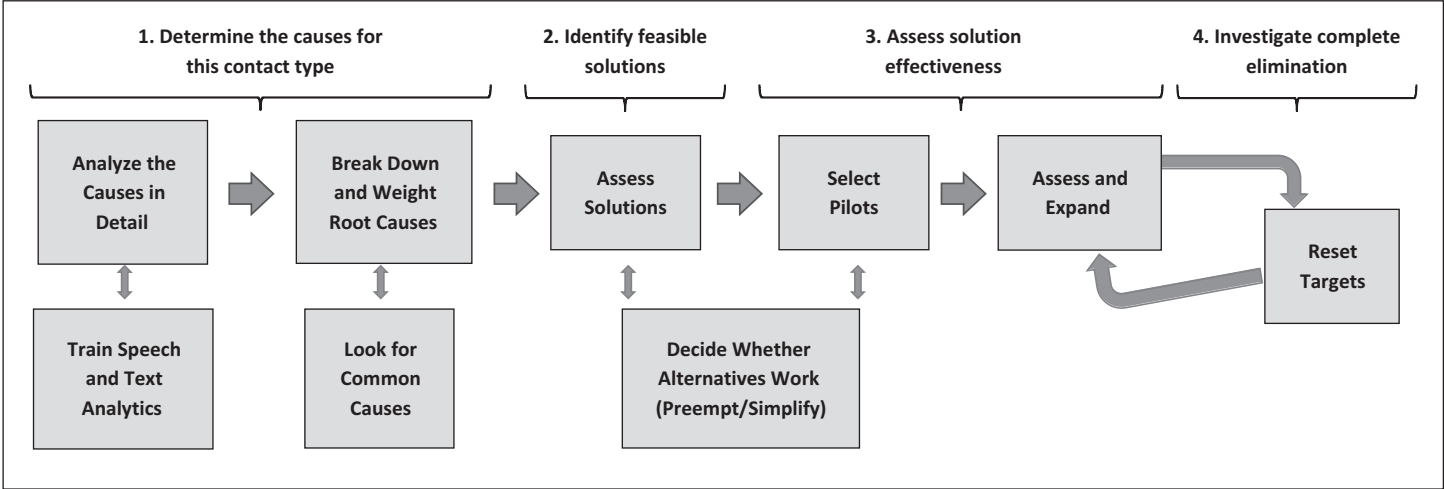 1. Determine the causes for
this contact type
2. Identify feasible
solutions
3. Assess solution
effectiveness
4. Investigate complete
elimination
Analyze the
Causes in
Detail
Break Down
and Weight
Root Causes
Assess
Solutions
Select
Pilots
Assess and
Expand
Reset
Targets
Train Speech
and Text
Analytics
Look for
Common
Causes
Decide Whether
Alternatives Work
(Preempt/Simplify)